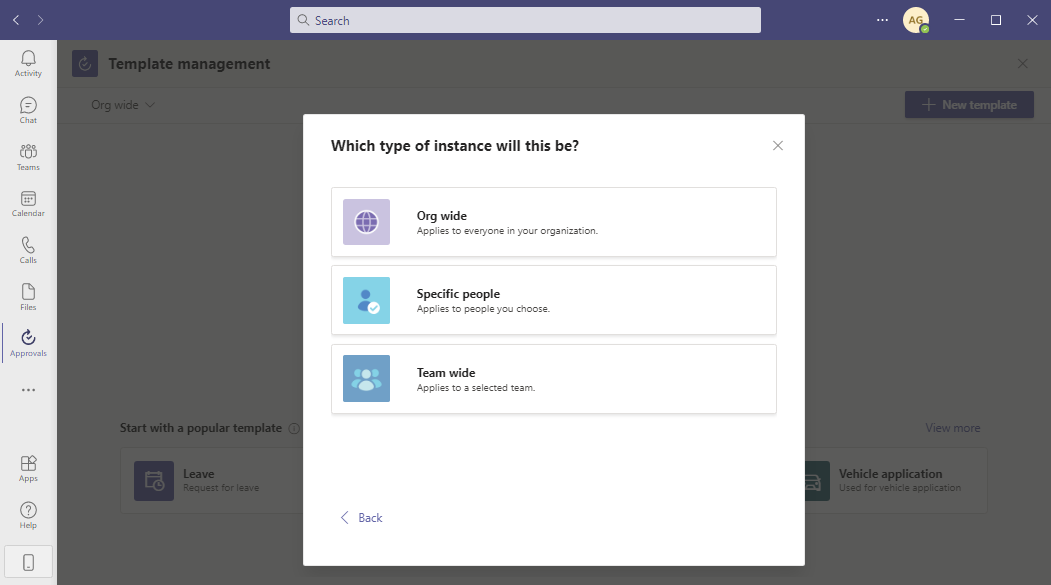 Search
AG
Activity
Chat
Teams
Calendar
Calls
Files
Approvals
Apps
Help
Template management
Org wide
New template
Which type of instance will this be?
Org wide
Applies to everyone in your organization.
Specific people
Applies to people you choose.
Team wide
Applies to a selected team.
Back
Start with a popular template
View more
Leave
Request for leave
Vehicle application
Used for vehicle application